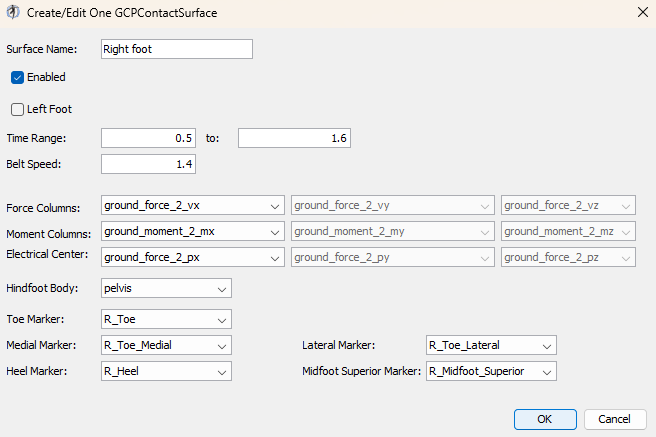 Create/Edit One GCPContactSurface
Surface Name: Right foot
Enabled
Left Foot
Time Range: 0.5 to: 1.6
Belt Speed: 1.4
Force Columns: ground_force_2_vx ground_force_2_vy ground_force_2_vz
Moment Columns: ground_moment_2_mx ground_moment_2_my ground_moment_2_mz
Electrical Center: ground_force_2_px ground_force_2_py ground_force_2_pz
Hindfoot Body: pelvis
Toe Marker: R_Toe
Medial Marker: R_Toe_Medial Lateral Marker: R_Toe_Lateral
Heel Marker: R_Heel Midfoot Superior Marker: R_Midfoot_Superior
OK Cancel